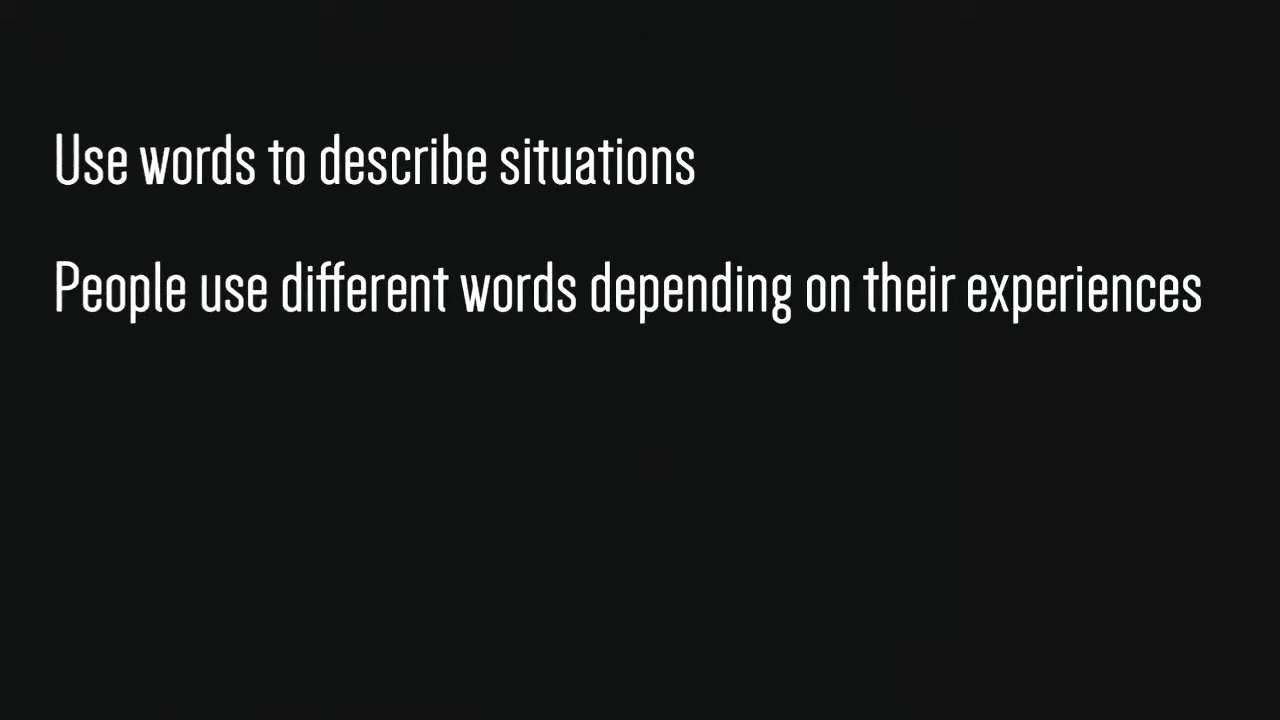 Use words to describe situations
People use different words depending on their experiences